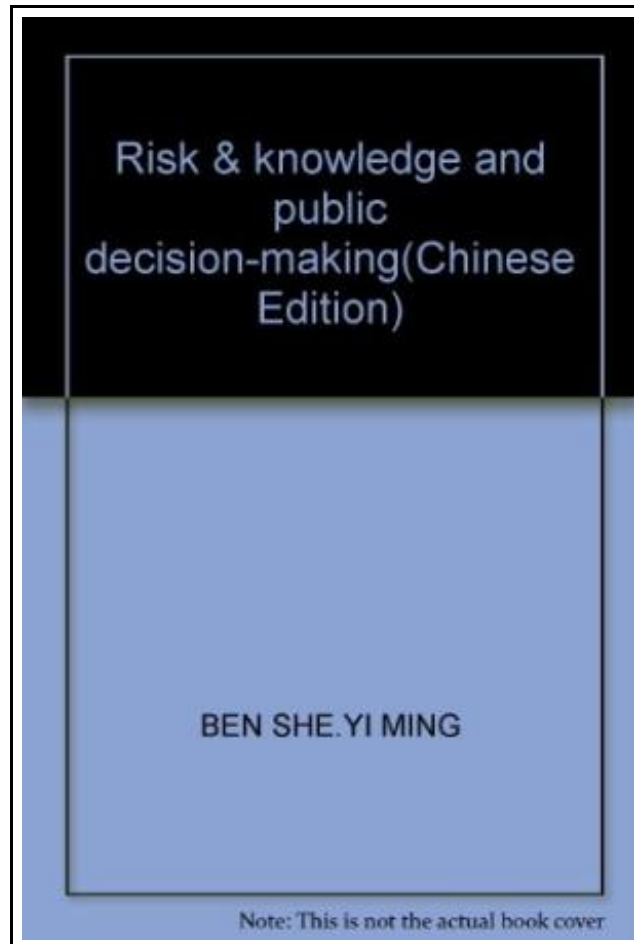 Risk & knowledge and
public
decision-making(Chinese
Edition)
BEN SHE.YI MING
Note: This is not the actual book cover